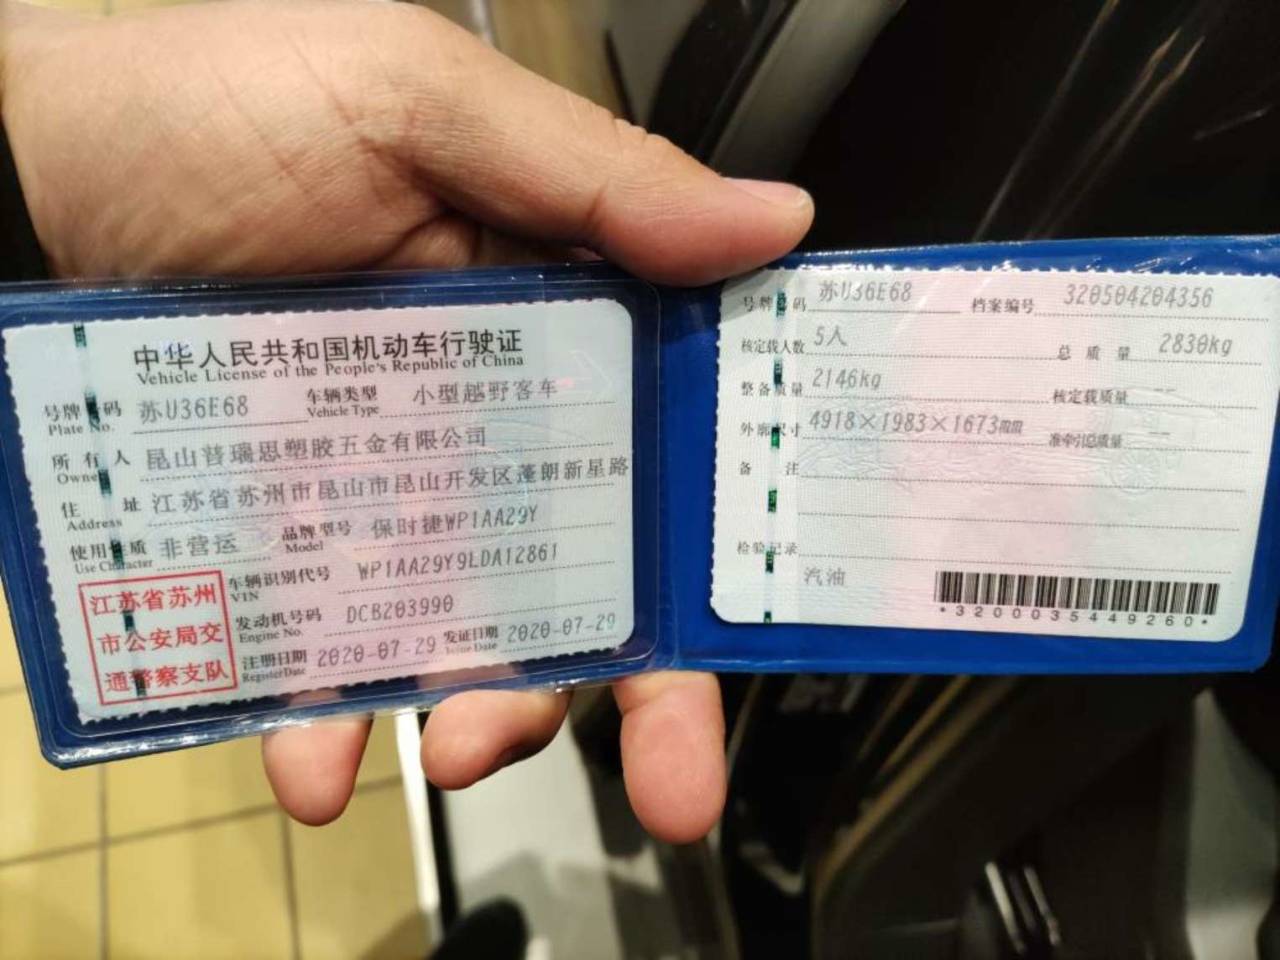 中华人民共和国机动车行驶证
Vehicle License of the People's Republic of China
号牌号码 苏U36E68 车辆类型 小型越野客车
Plate No. Vehicle Type
所有人 昆山普瑞思塑胶五金有限公司
Owner
住址 江苏省苏州市昆山市昆山开发区蓬朗新星路
Address
使用性质 非营运 品牌型号 保时捷WP1AA29Y
Use Character Model
车辆识别代号 WP1AA29Y9LDA12861
VIN
发动机号码 DCB203990
Engine No.
注册日期 2020-07-29 发证日期 2020-07-29
Register Date Issue Date
江苏省苏州
市公安局交
通警察支队
号牌号码 苏U36E68 档案编号 320504204356
核定载人数 5人 总质量 2830kg
整备质量 2146kg 核定载质量 --
外廓尺寸 4918×1983×1673 准牵引总质量 --
备注
检验记录
汽油
*3200035449260*